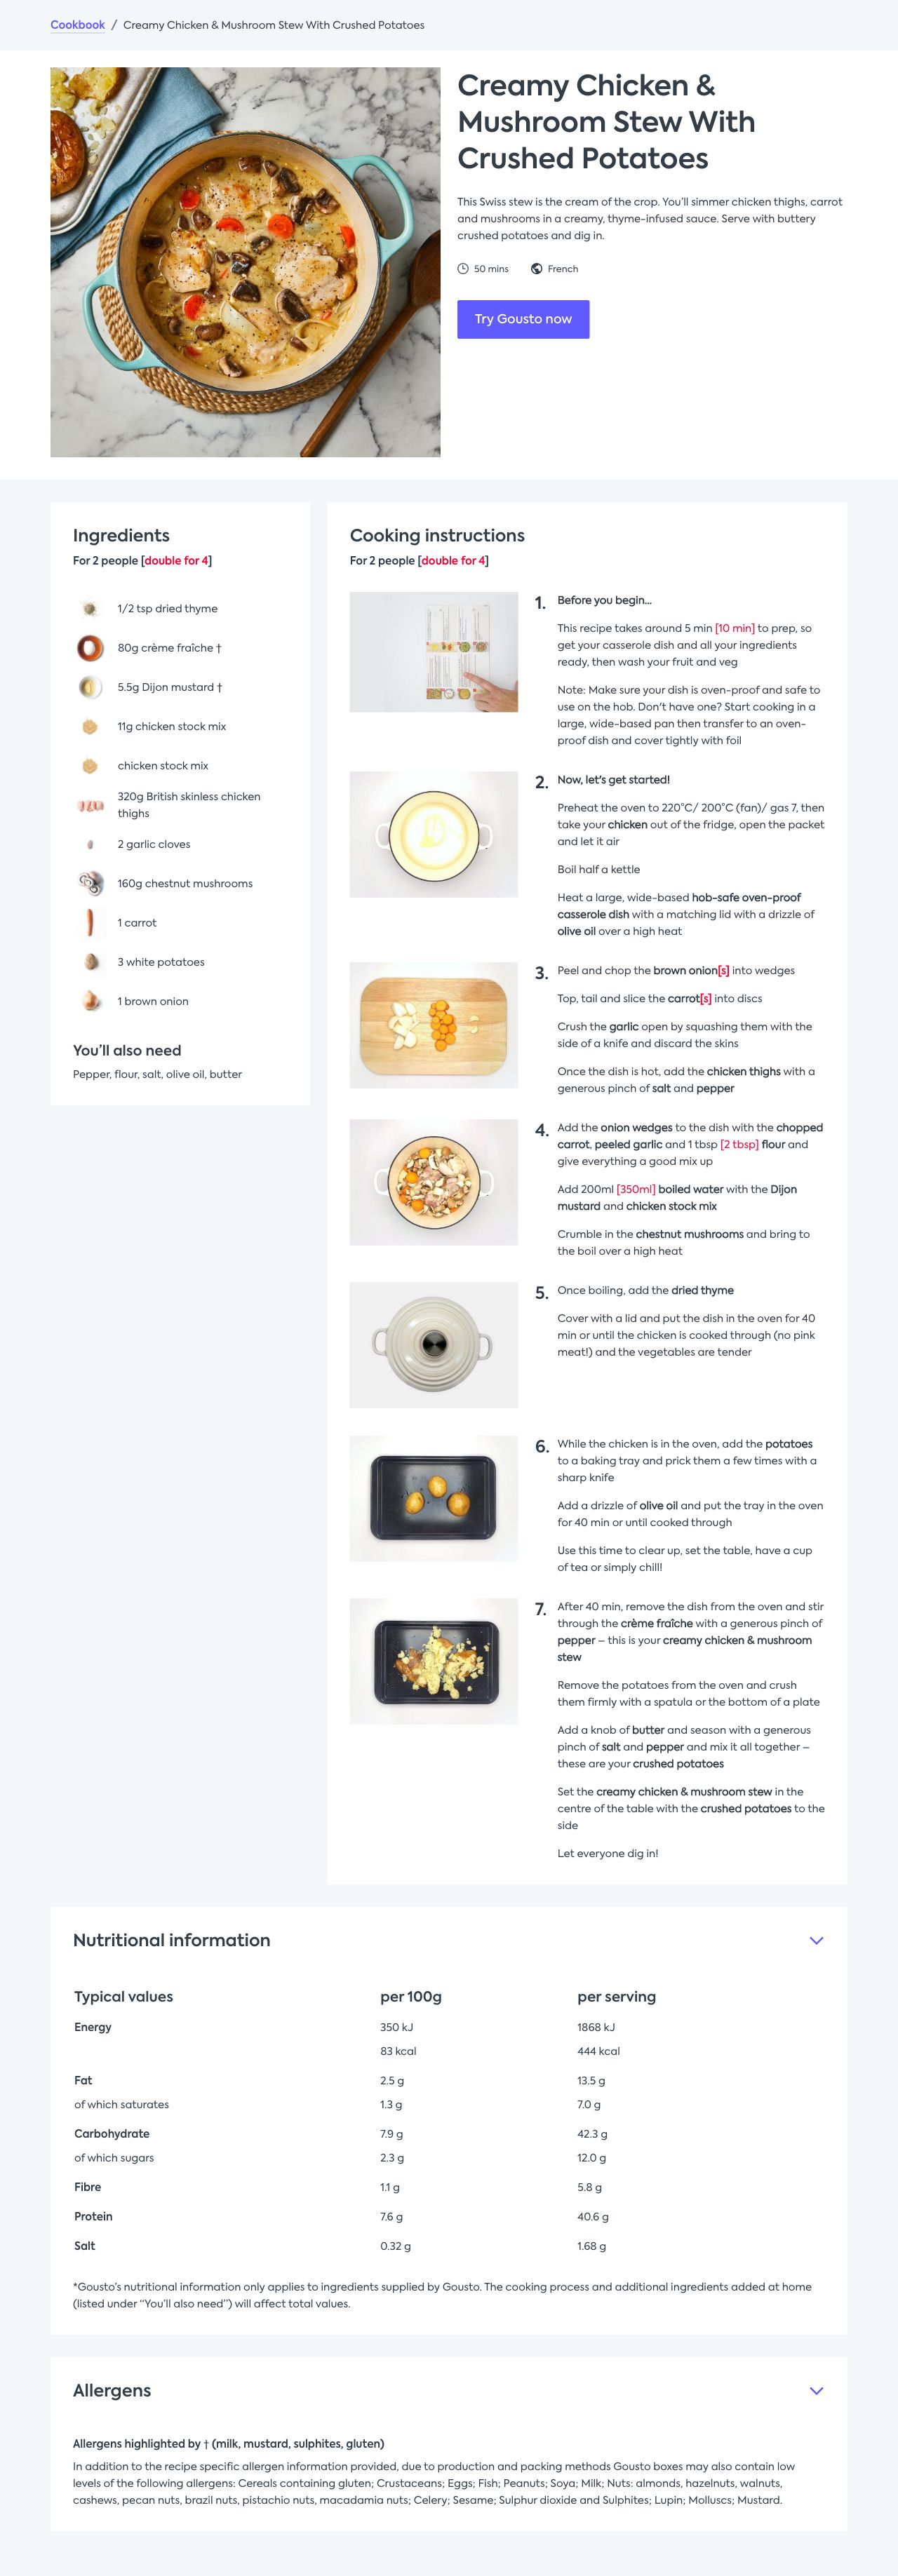 Cookbook / Creamy Chicken & Mushroom Stew With Crushed Potatoes
Creamy Chicken &
Mushroom Stew With
Crushed Potatoes
This Swiss stew is the cream of the crop. You'll simmer chicken thighs, carrot
and mushrooms in a creamy, thyme-infused sauce. Serve with buttery
crushed potatoes and dig in.
50 mins French
Try Gousto now
Ingredients
For 2 people [double for 4]
1/2 tsp dried thyme
80g crème fraîche †
5.5g Dijon mustard †
11g chicken stock mix
chicken stock mix
320g British skinless chicken
thighs
2 garlic cloves
160g chestnut mushrooms
1 carrot
3 white potatoes
1 brown onion
You'll also need
Pepper, flour, salt, olive oil, butter
Cooking instructions
For 2 people [double for 4]
1. Before you begin...
This recipe takes around 5 min [10 min] to prep, so
get your casserole dish and all your ingredients
ready, then wash your fruit and veg
Note: Make sure your dish is oven-proof and safe to
use on the hob. Don't have one? Start cooking in a
large, wide-based pan then transfer to an oven-
proof dish and cover tightly with foil
2. Now, let's get started!
Preheat the oven to 220°C/ 200°C (fan)/ gas 7, then
take your chicken out of the fridge, open the packet
and let it air
Boil half a kettle
Heat a large, wide-based hob-safe oven-proof
casserole dish with a matching lid with a drizzle of
olive oil over a high heat
3. Peel and chop the brown onion[s] into wedges
Top, tail and slice the carrot[s] into discs
Crush the garlic open by squashing them with the
side of a knife and discard the skins
Once the dish is hot, add the chicken thighs with a
generous pinch of salt and pepper
4. Add the onion wedges to the dish with the chopped
carrot, peeled garlic and 1 tbsp [2 tbsp] flour and
give everything a good mix up
Add 200ml [350ml] boiled water with the Dijon
mustard and chicken stock mix
Crumble in the chestnut mushrooms and bring to
the boil over a high heat
5. Once boiling, add the dried thyme
Cover with a lid and put the dish in the oven for 40
min or until the chicken is cooked through (no pink
meat!) and the vegetables are tender
6. While the chicken is in the oven, add the potatoes
to a baking tray and prick them a few times with a
sharp knife
Add a drizzle of olive oil and put the tray in the oven
for 40 min or until cooked through
Use this time to clear up, set the table, have a cup
of tea or simply chill!
7. After 40 min, remove the dish from the oven and stir
through the crème fraîche with a generous pinch of
pepper – this is your creamy chicken & mushroom
stew
Remove the potatoes from the oven and crush
them firmly with a spatula or the bottom of a plate
Add a knob of butter and season with a generous
pinch of salt and pepper and mix it all together –
these are your crushed potatoes
Set the creamy chicken & mushroom stew in the
centre of the table with the crushed potatoes to the
side
Let everyone dig in!
Nutritional information
Typical values per 100g per serving
Energy 350 kJ 1868 kJ
83 kcal 444 kcal
Fat 2.5 g 13.5 g
of which saturates 1.3 g 7.0 g
Carbohydrate 7.9 g 42.3 g
of which sugars 2.3 g 12.0 g
Fibre 1.1 g 5.8 g
Protein 7.6 g 40.6 g
Salt 0.32 g 1.68 g
*Gousto's nutritional information only applies to ingredients supplied by Gousto. The cooking process and additional ingredients added at home
(listed under "You'll also need") will affect total values.
Allergens
Allergens highlighted by † (milk, mustard, sulphites, gluten)
In addition to the recipe specific allergen information provided, due to production and packing methods Gousto boxes may also contain low
levels of the following allergens: Cereals containing gluten; Crustaceans; Eggs; Fish; Peanuts; Soya; Milk; Nuts: almonds, hazelnuts, walnuts,
cashews, pecan nuts, brazil nuts, pistachio nuts, macadamia nuts; Celery; Sesame; Sulphur dioxide and Sulphites; Lupin; Molluscs; Mustard.